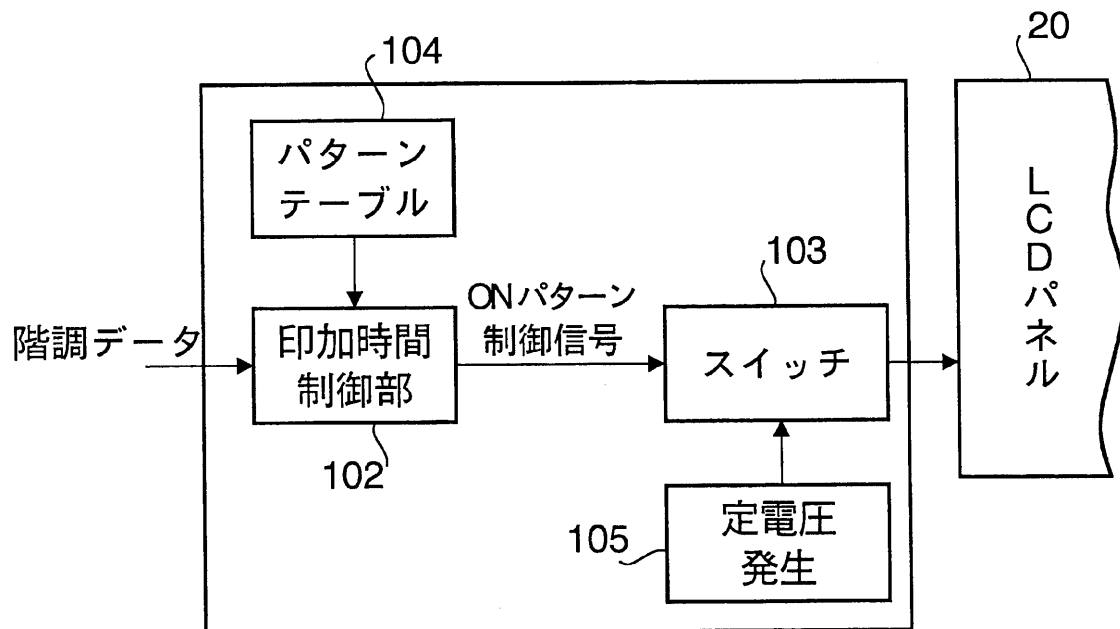 104
20
パターン
テーブル
LCDパネル
103
ONパターン
制御信号
階調データ
印加時間
制御部
スイッチ
102
105
定電圧
発生